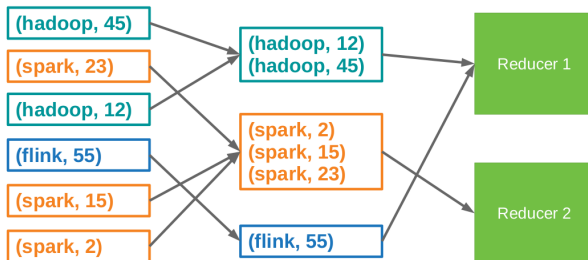 (hadoop, 45)
(spark, 23)
(hadoop, 12)
(flink, 55)
(spark, 15)
(spark, 2)
(hadoop, 12)
(hadoop, 45)
(spark, 2)
(spark, 15)
(spark, 23)
(flink, 55)
Reducer 1
Reducer 2